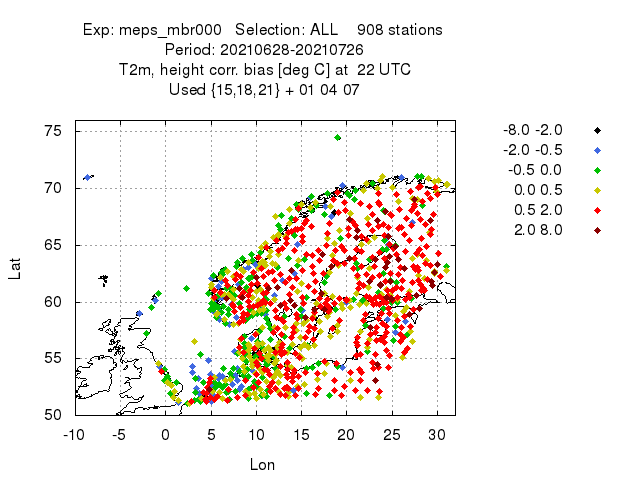 Exp: meps_mbr000 Selection: ALL 908 stations
Period: 20210628-20210726
T2m, height corr. bias [deg C] at 22 UTC
Used {15,18,21} + 01 04 07
75
70
65
60
55
50
Lat
-10 -5 0 5 10 15 20 25 30
Lon
-8.0 -2.0
-2.0 -0.5
-0.5 0.0
0.0 0.5
0.5 2.0
2.0 8.0